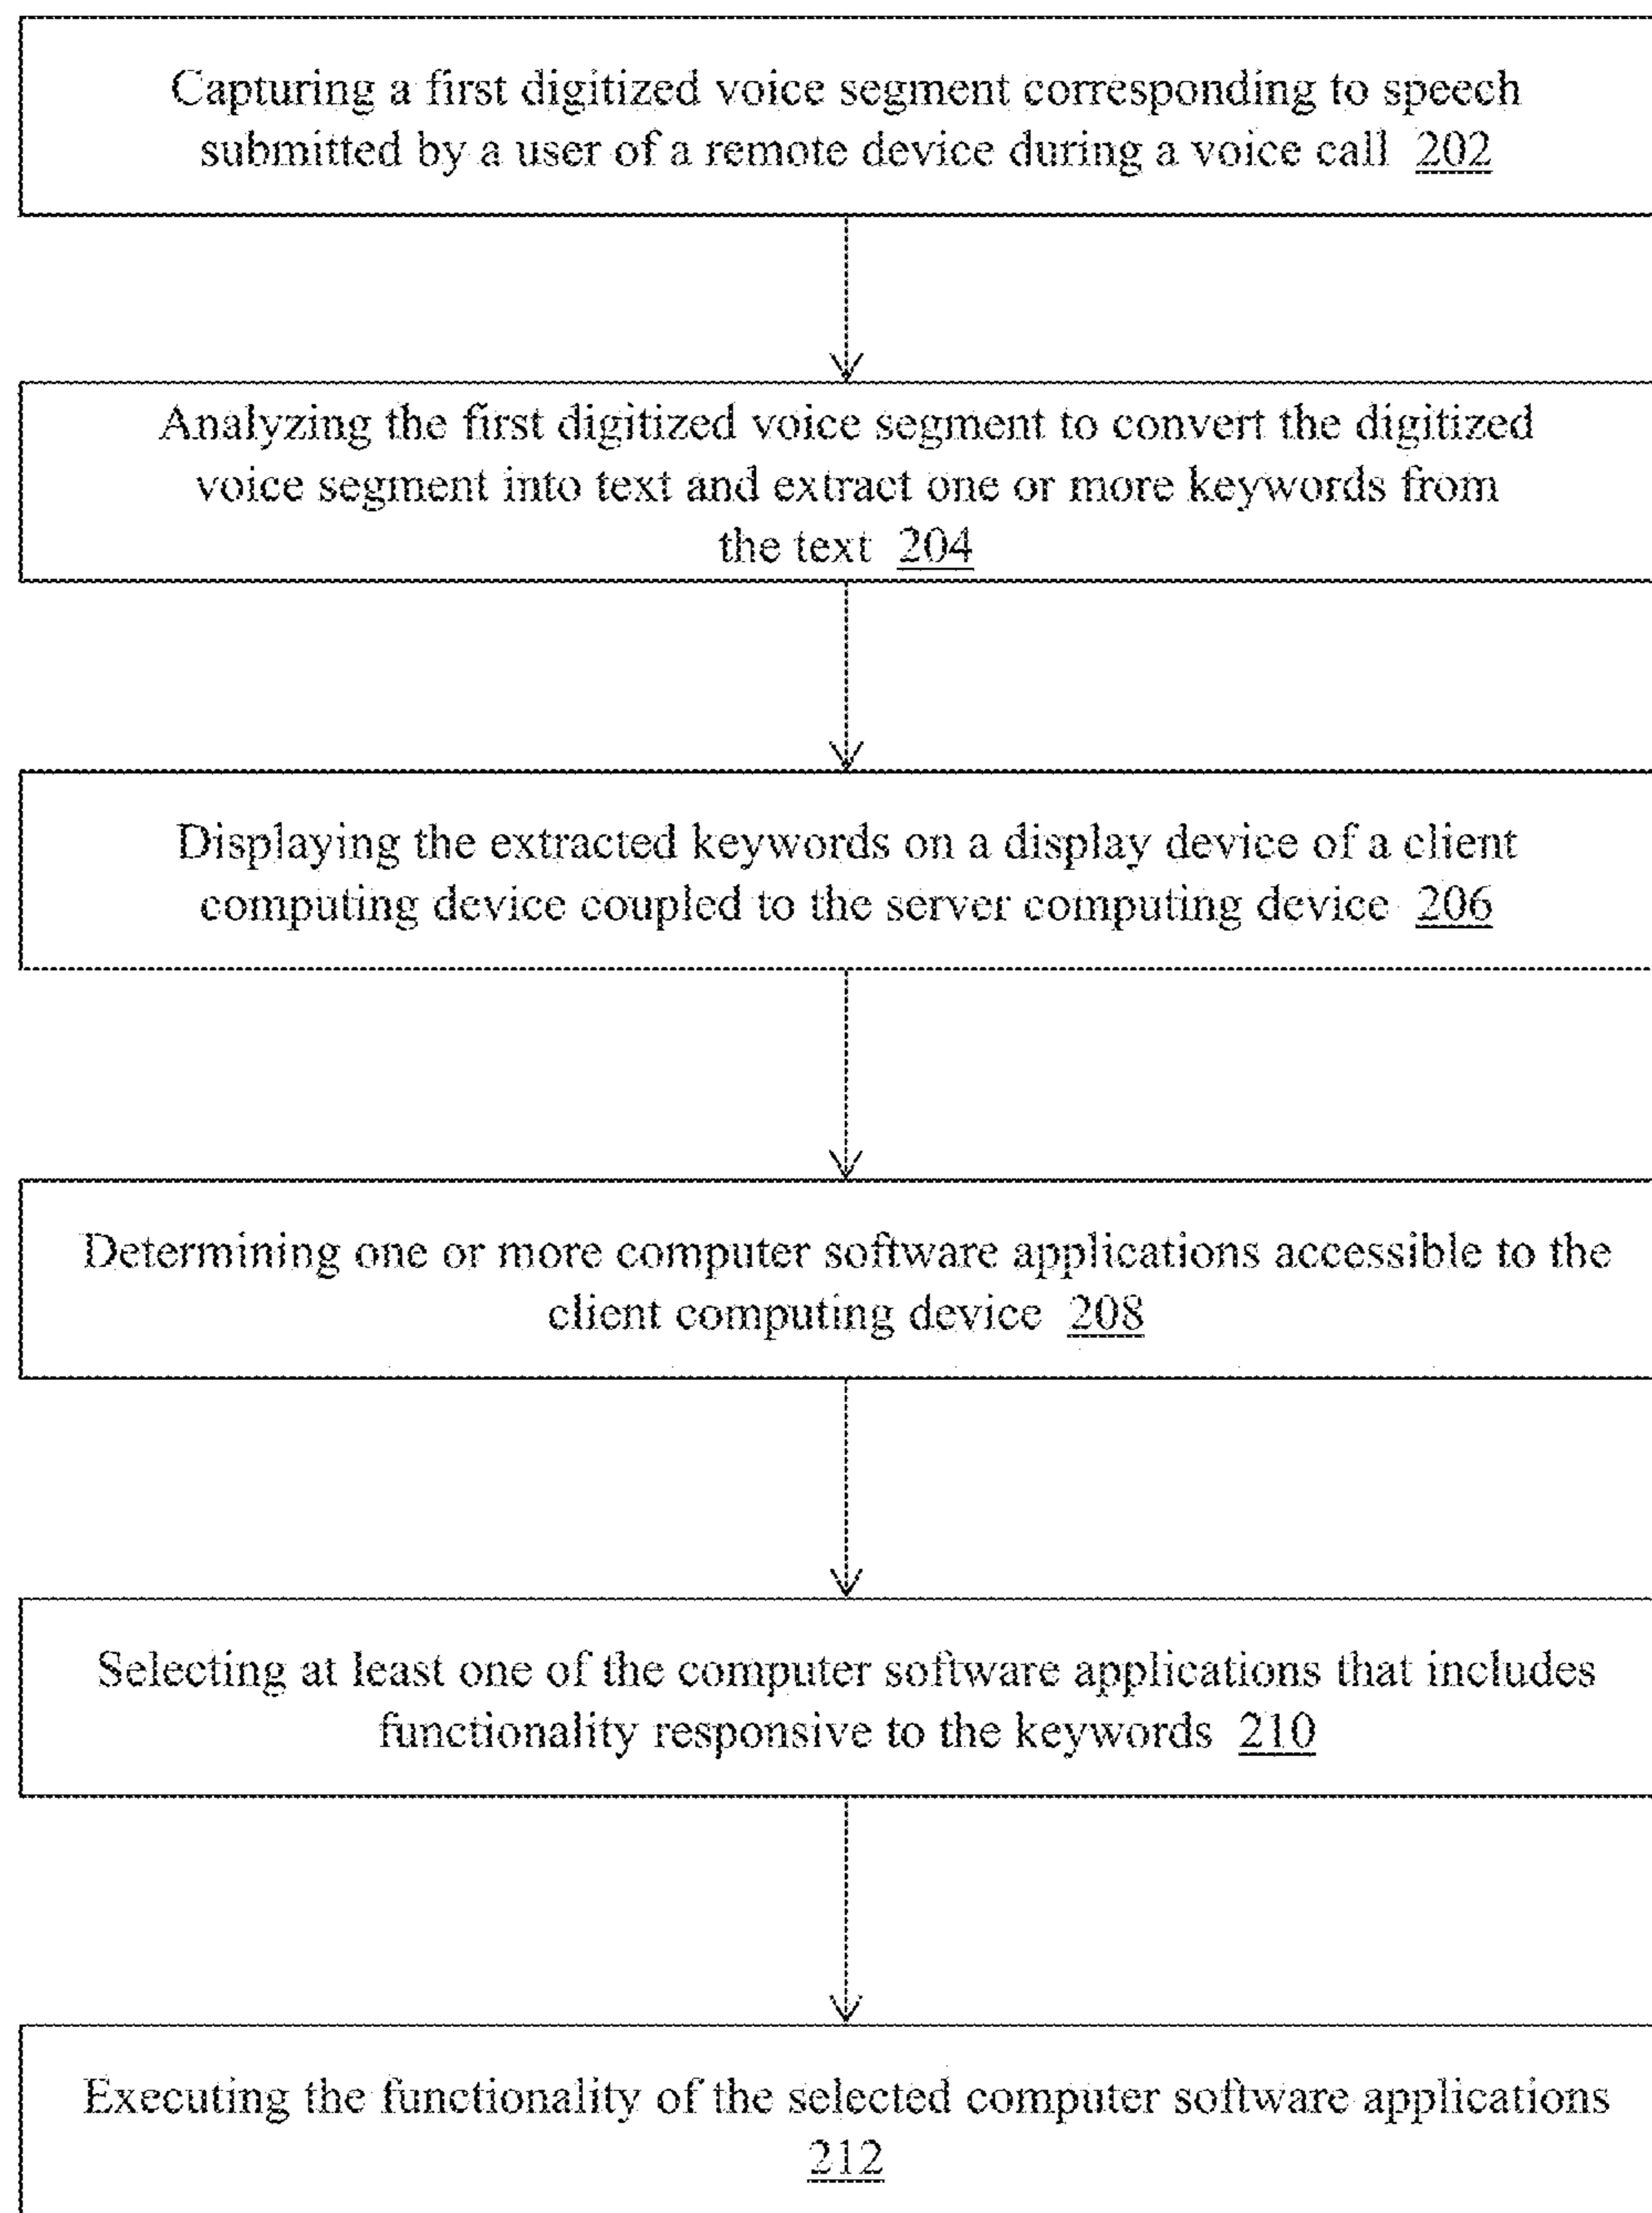 Capturing a first digitized voice segment corresponding to speech
submitted by a user of a remote device during a voice call 202
Analyzing the first digitized voice segment to convert the digitized
voice segment into text and extract one or more keywords from
the text 204
Displaying the extracted keywords on a display device of a client
computing device coupled to the server computing device 206
Determining one or more computer software applications accessible to the
client computing device 208
Selecting at least one of the computer software applications that includes
functionality responsive to the keywords 210
Executing the functionality of the selected computer software applications
212